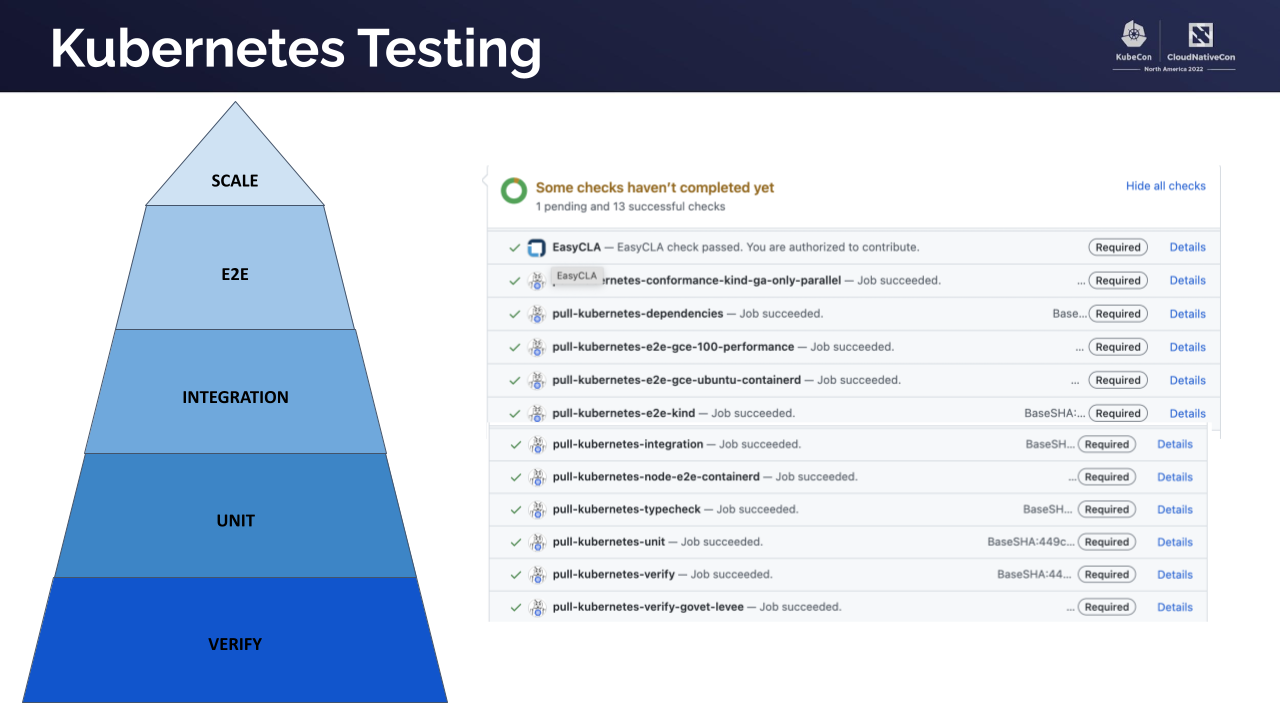 Kubernetes Testing
KubeCon
CloudNativeCon
North America 2022
SCALE
E2E
INTEGRATION
UNIT
VERIFY
Some checks haven't completed yet
Hide all checks
1 pending and 13 successful checks
EasyCLA — EasyCLA check passed. You are authorized to contribute. Required Details
EasyCLA
ernetes-conformance-kind-ga-only-parallel — Job succeeded. ... Required Details
pull-kubernetes-dependencies — Job succeeded. Base... Required Details
pull-kubernetes-e2e-gce-100-performance — Job succeeded. ... Required Details
pull-kubernetes-e2e-gce-ubuntu-containerd — Job succeeded. ... Required Details
pull-kubernetes-e2e-kind — Job succeeded. BaseSHA:... Required Details
pull-kubernetes-integration — Job succeeded. BaseSH... Required Details
pull-kubernetes-node-e2e-containerd — Job succeeded. ... Required Details
pull-kubernetes-typecheck — Job succeeded. BaseSH... Required Details
pull-kubernetes-unit — Job succeeded. BaseSHA:449c... Required Details
pull-kubernetes-verify — Job succeeded. BaseSHA:44... Required Details
pull-kubernetes-verify-govet-levee — Job succeeded. ... Required Details